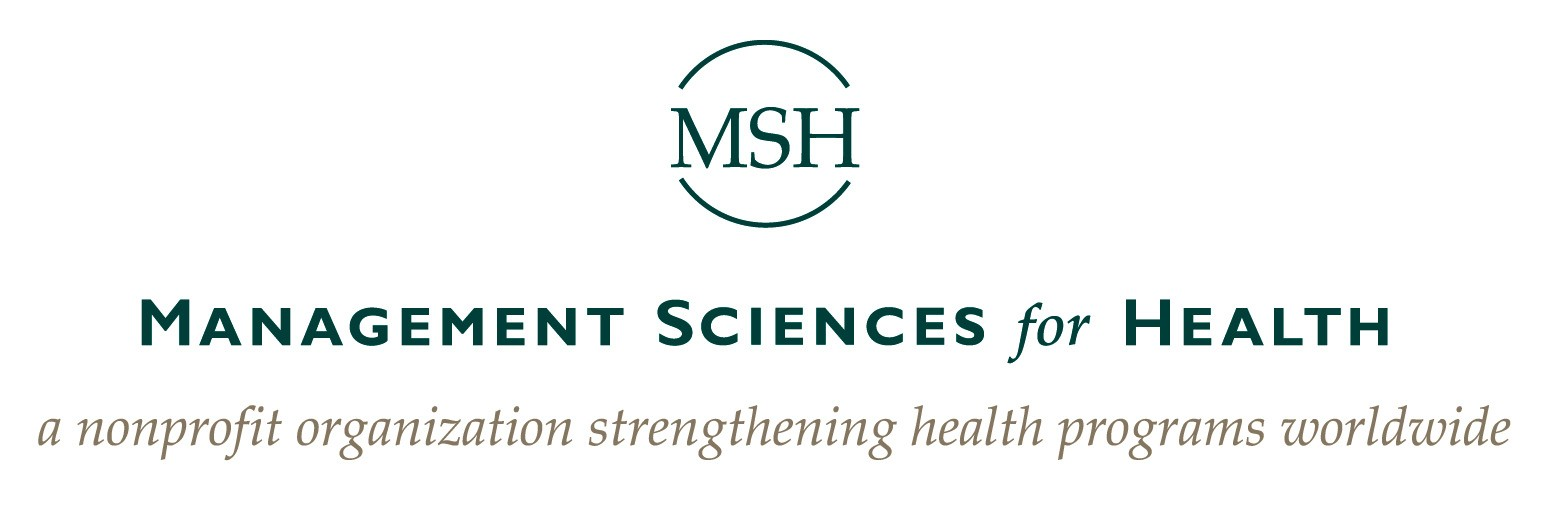 MSH
MANAGEMENT SCIENCES for HEALTH
a nonprofit organization strengthening health programs worldwide